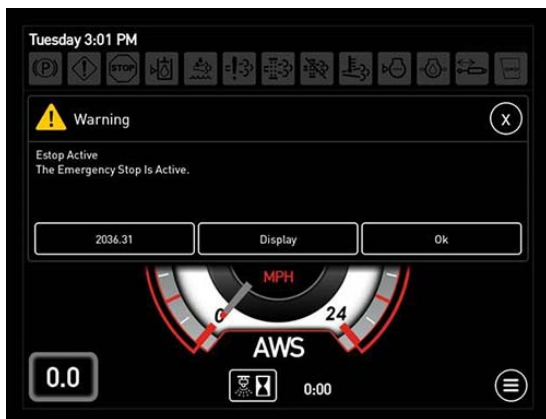 Tuesday 3:01 PM
(P)
STOP
Warning
X
Estop Active
The Emergency Stop Is Active.
2036.31
Display
Ok
MPH
0
24
AWS
0.0
0:00